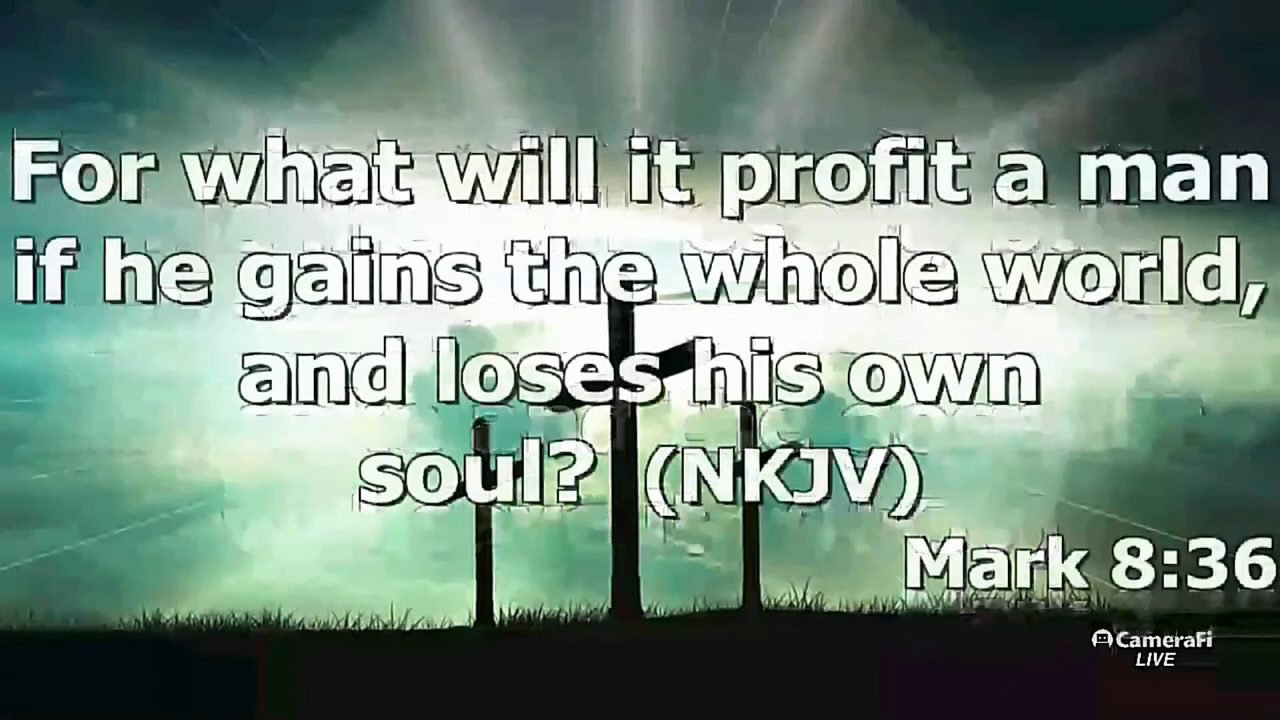 For what will it profit a man
if he gains the whole world,
and loses his own
soul? (NKJV)
Mark 8:36
CameraFi
LIVE